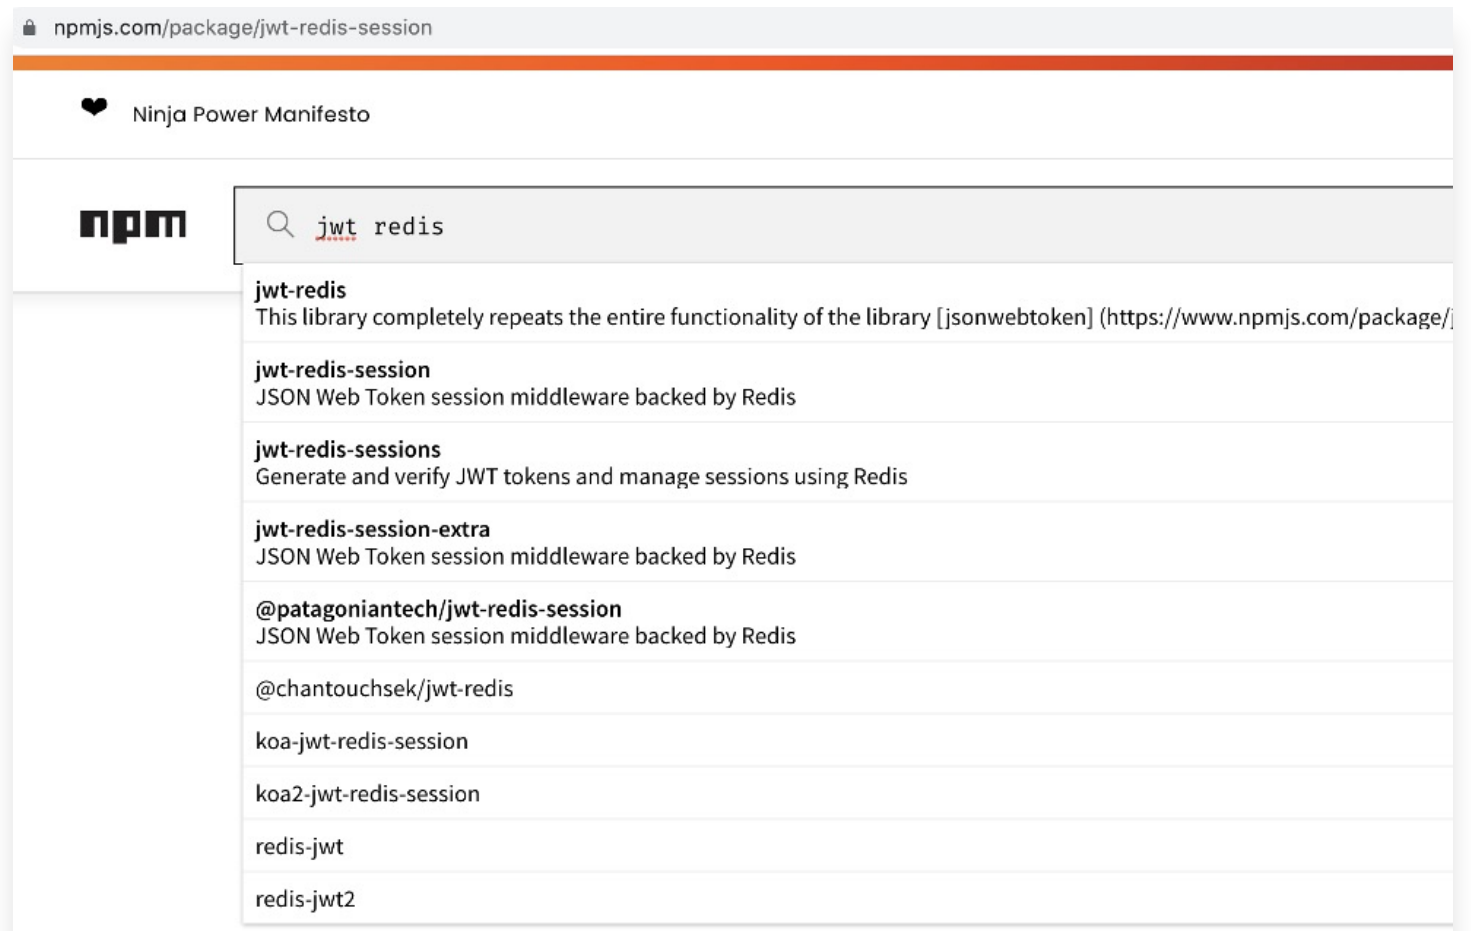 npmjs.com/package/jwt-redis-session
❤ Ninja Power Manifesto
npm
jwt redis
jwt-redis
This library completely repeats the entire functionality of the library [jsonwebtoken] (https://www.npmjs.com/package/j
jwt-redis-session
JSON Web Token session middleware backed by Redis
jwt-redis-sessions
Generate and verify JWT tokens and manage sessions using Redis
jwt-redis-session-extra
JSON Web Token session middleware backed by Redis
@patagoniantech/jwt-redis-session
JSON Web Token session middleware backed by Redis
@chantouchsek/jwt-redis
koa-jwt-redis-session
koa2-jwt-redis-session
redis-jwt
redis-jwt2